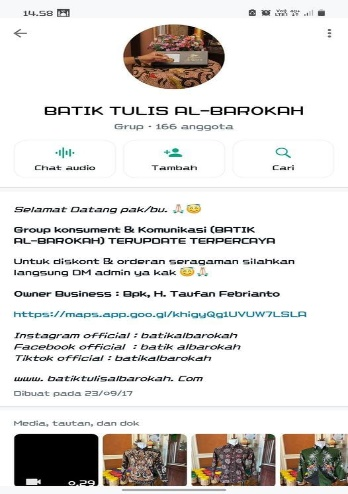 14.58
BATIK TULIS AL-BAROKAH
Grup · 166 anggota
Chat audio
Tambah
Cari
Selamat Datang pak/bu. 🙏🏻😇
Group konsument & Komunikasi (BATIK
AL-BAROKAH) TERUPDATE TERPERCAYA
Untuk diskont & orderan seragaman silahkan
langsung DM admin ya kak 😇🙏🏻
Owner Business : Bpk, H. Taufan Febrianto
https://maps.app.goo.gl/khigyQg1UVUW7LSLA
Instagram official : batikalbarokah
Facebook official  : batik albarokah
Tiktok official : batikalbarokah
www. batiktulisalbarokah. Com
Dibuat pada 23/09/17
Media, tautan, dan dok
0.29